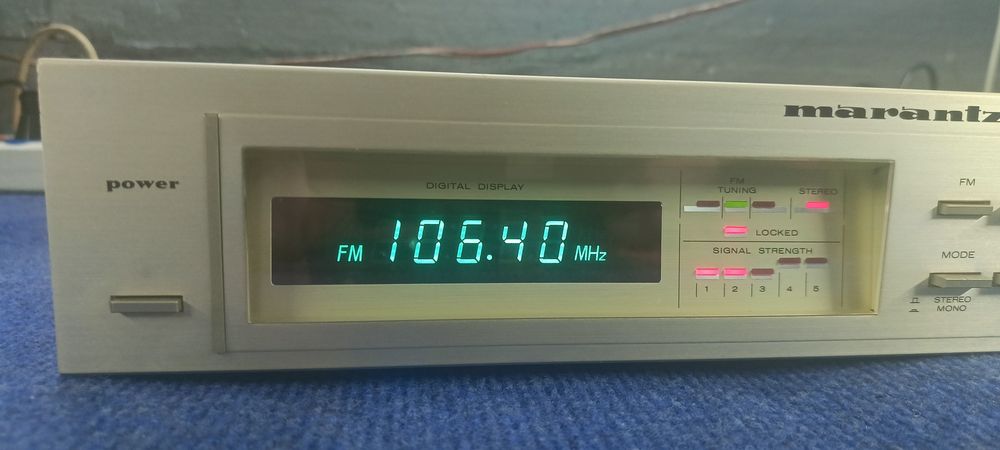 marantz
power
DIGITAL DISPLAY
FM 106.40 MHz
FM
TUNING
STEREO
LOCKED
SIGNAL STRENGTH
1 2 3 4 5
FM
MODE
STEREO
MONO